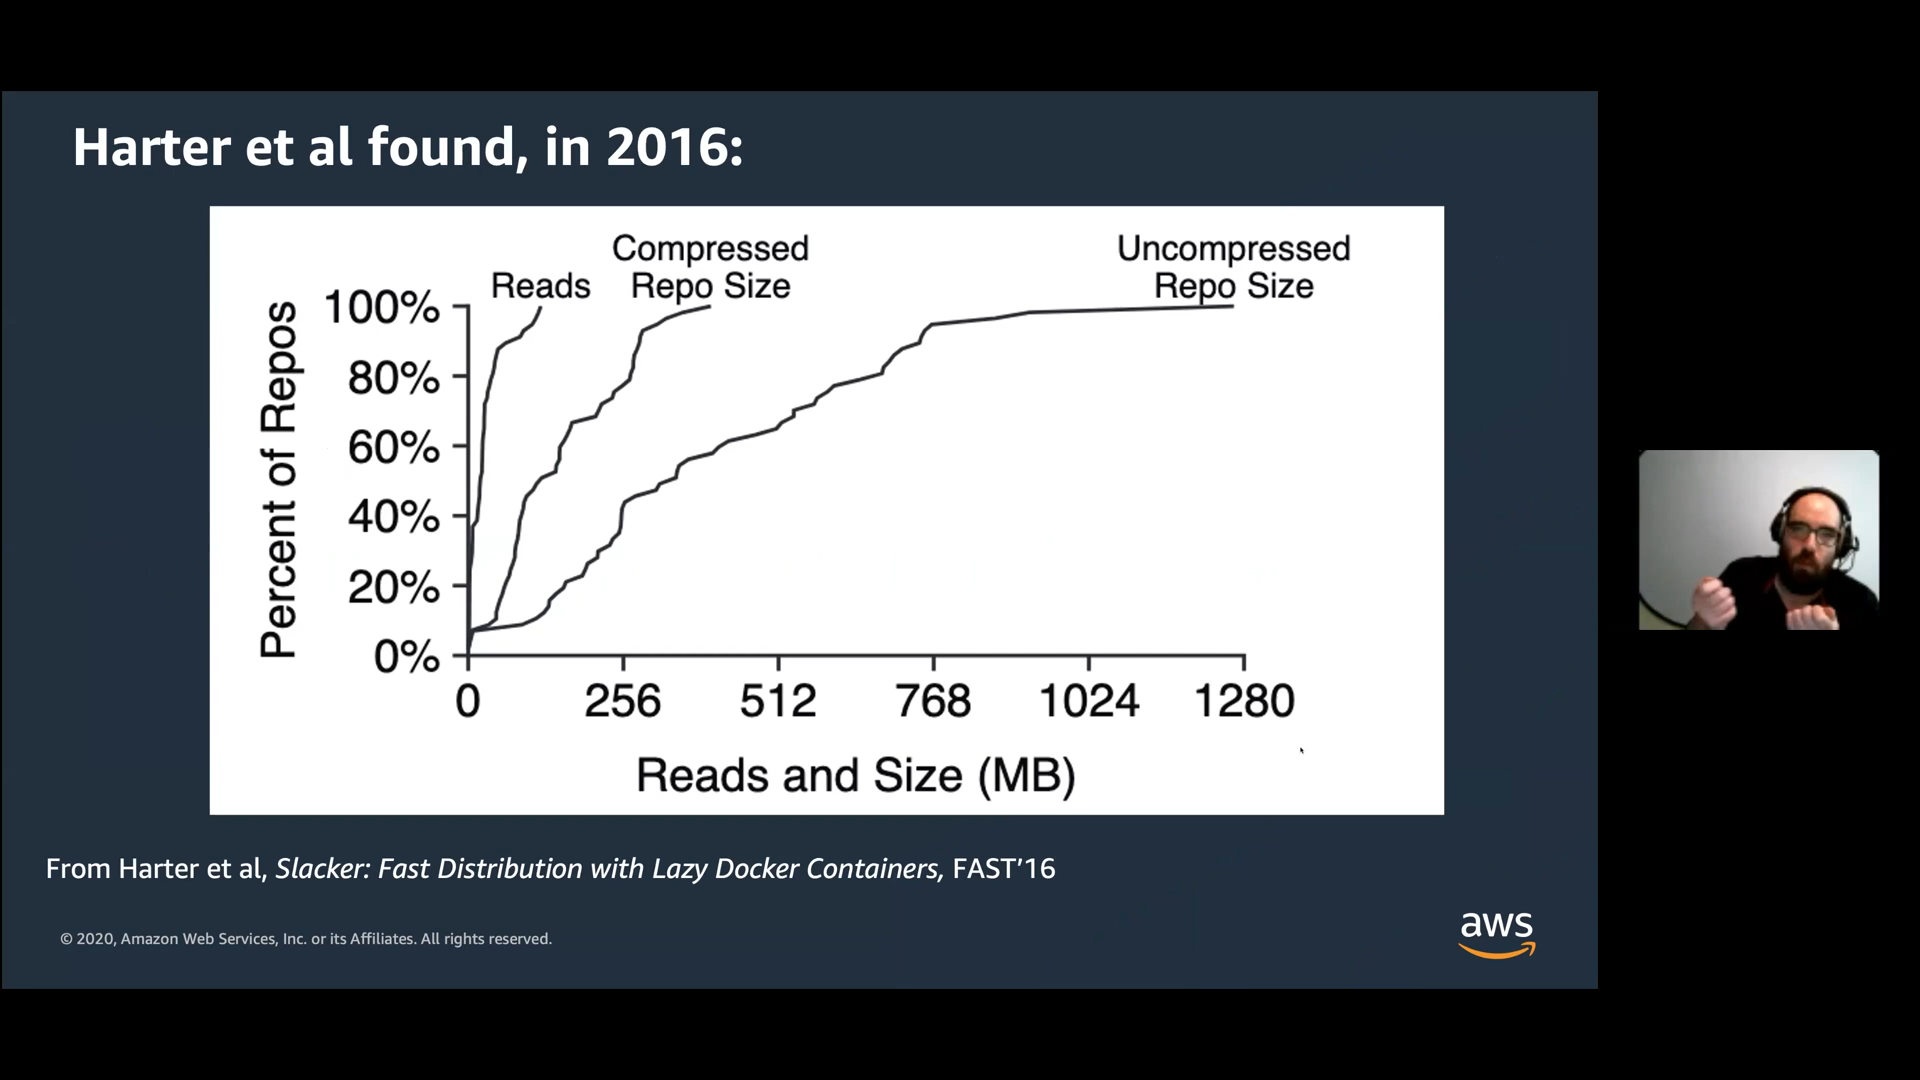 Harter et al found, in 2016:
Reads
Compressed
Repo Size
Uncompressed
Repo Size
Percent of Repos
100%
80%
60%
40%
20%
0%
0 256 512 768 1024 1280
Reads and Size (MB)
From Harter et al, Slacker: Fast Distribution with Lazy Docker Containers, FAST’16
© 2020, Amazon Web Services, Inc. or its Affiliates. All rights reserved.
aws